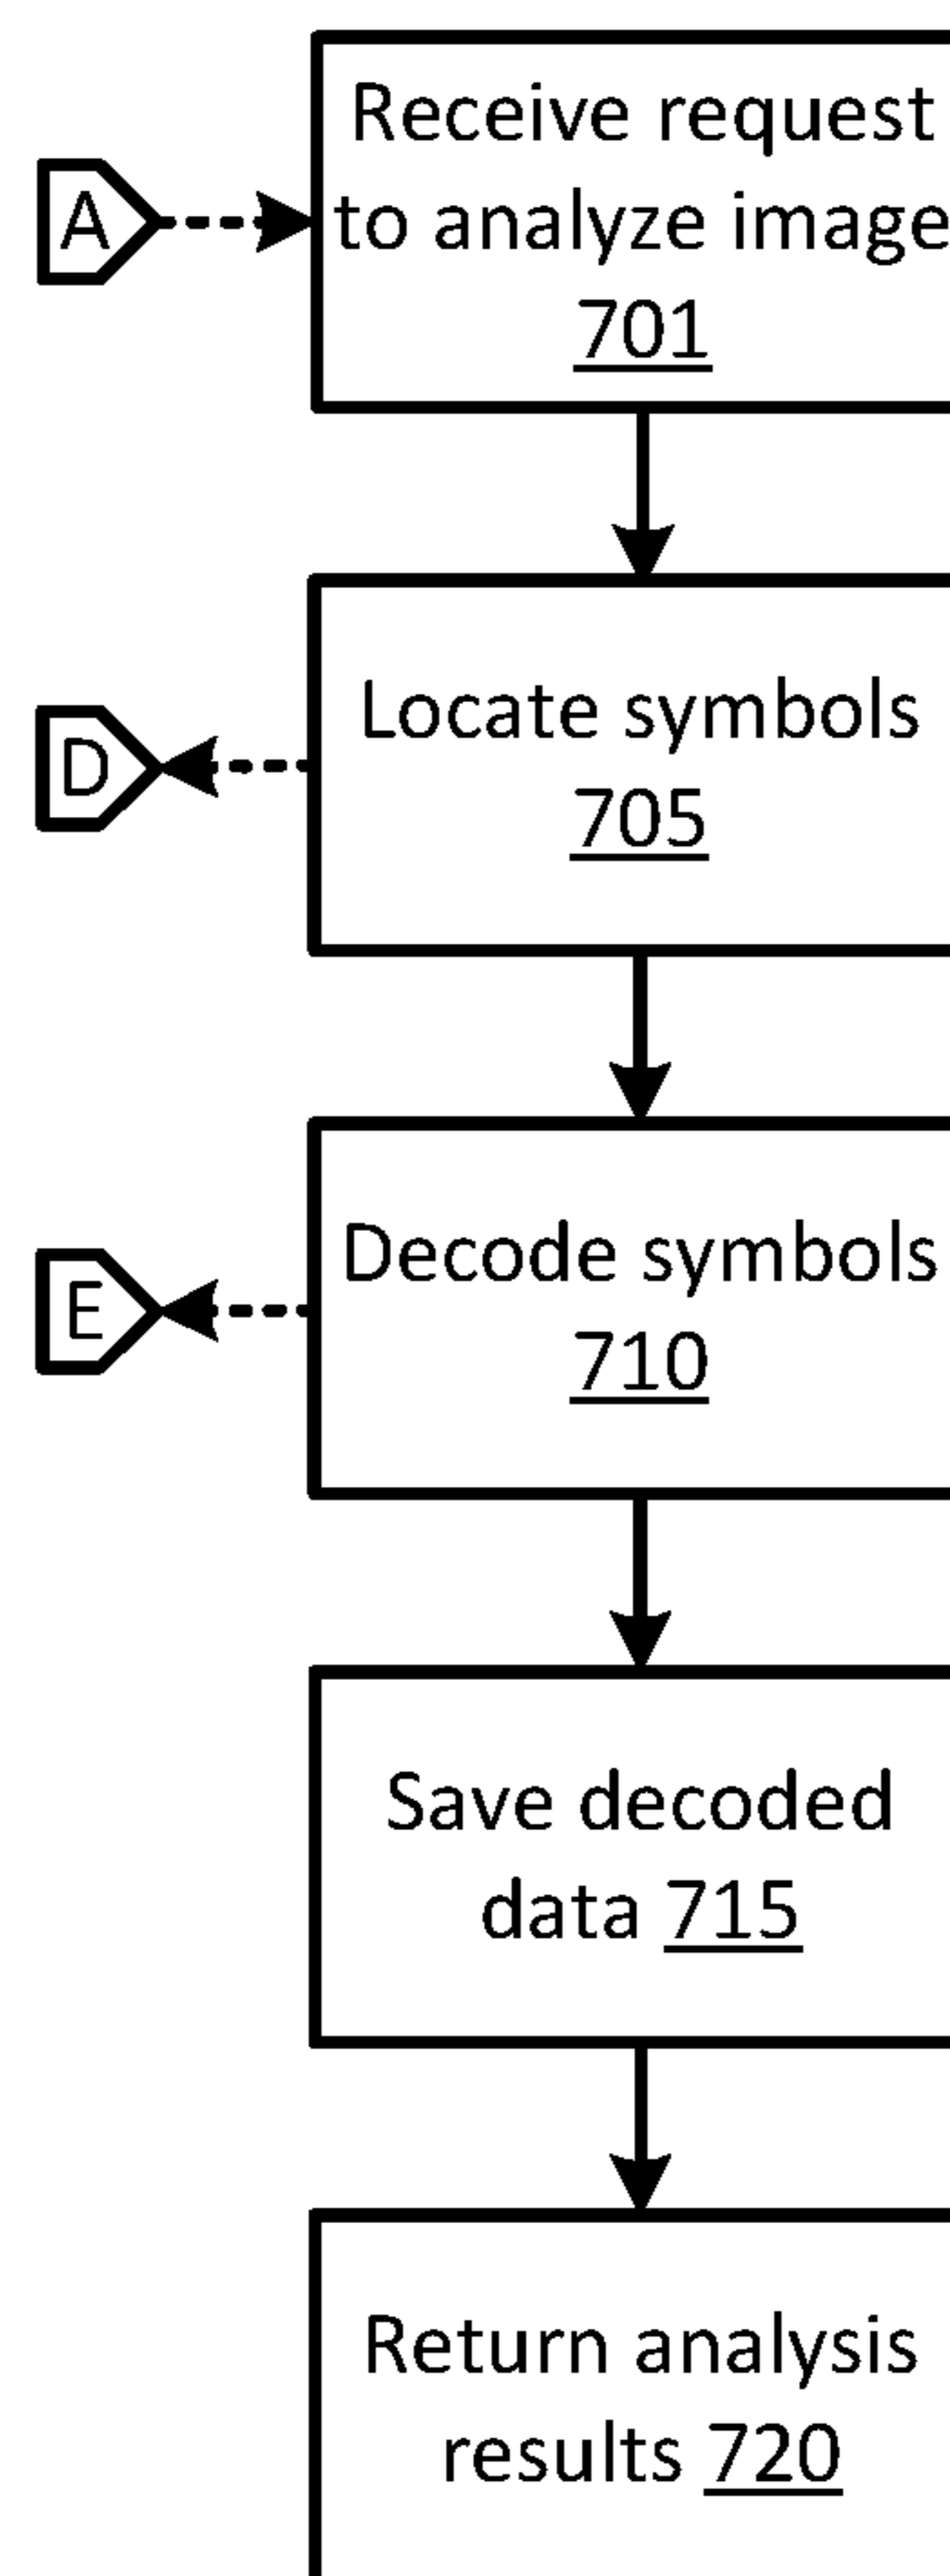 Receive request
A
to analyze image
701
Locate symbols
D
705
Decode symbols
E
710
Save decoded
data 715
Return analysis
results 720